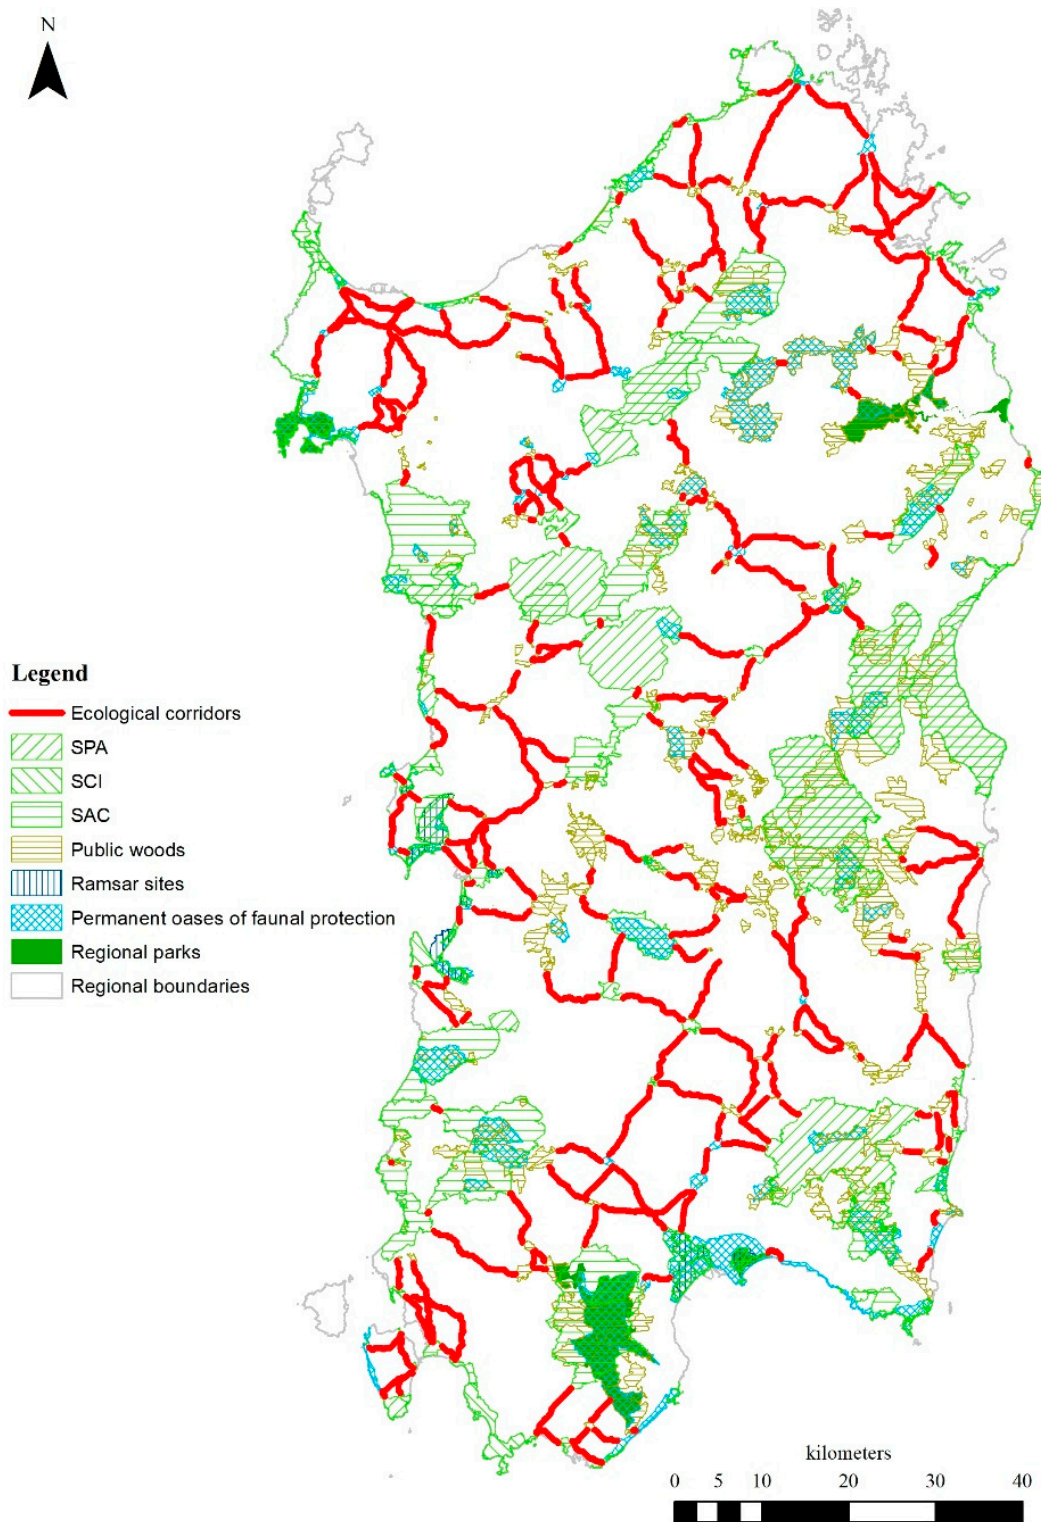 N
Legend
Ecological corridors
SPA
SCI
SAC
Public woods
Ramsar sites
Permanent oases of faunal protection
Regional parks
Regional boundaries
kilometers
0 5 10 20 30 40